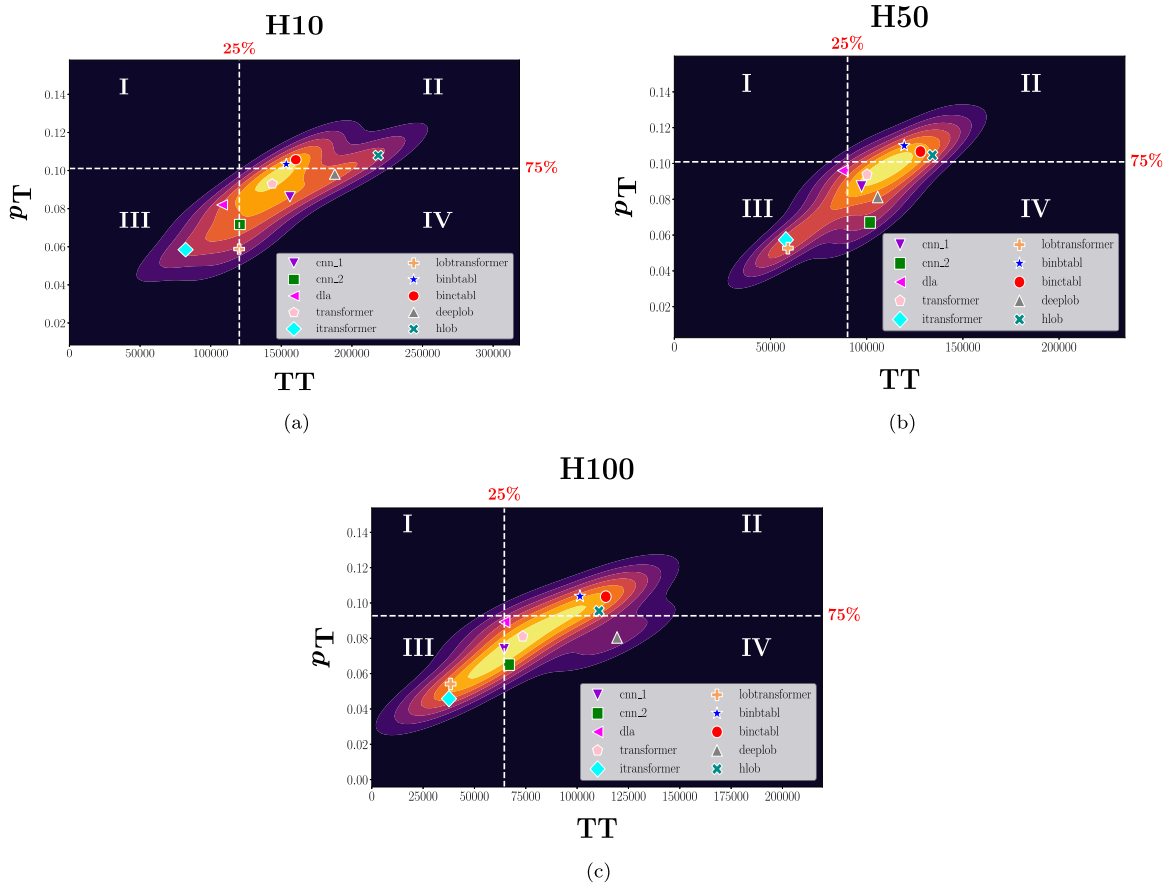 H10
25%
I
II
0.14
0.12
0.10
75%
0.08
III
IV
0.06
0.04
0.02
pT
cnn_1
lobtransformer
cnn_2
binbtabl
dla
binctabl
transformer
deeplob
itransformer
hlob
0
50000
100000
150000
200000
250000
300000
TT
(a)
H50
25%
I
II
0.14
0.12
0.10
75%
0.08
III
IV
0.06
0.04
0.02
pT
cnn_1
lobtransformer
cnn_2
binbtabl
dla
binctabl
transformer
deeplob
itransformer
hlob
0
50000
100000
150000
200000
TT
(b)
H100
25%
I
II
0.14
0.12
0.10
75%
0.08
III
IV
0.06
0.04
0.02
0.00
pT
cnn_1
lobtransformer
cnn_2
binbtabl
dla
binctabl
transformer
deeplob
itransformer
hlob
0
25000
50000
75000
100000
125000
150000
175000
200000
TT
(c)